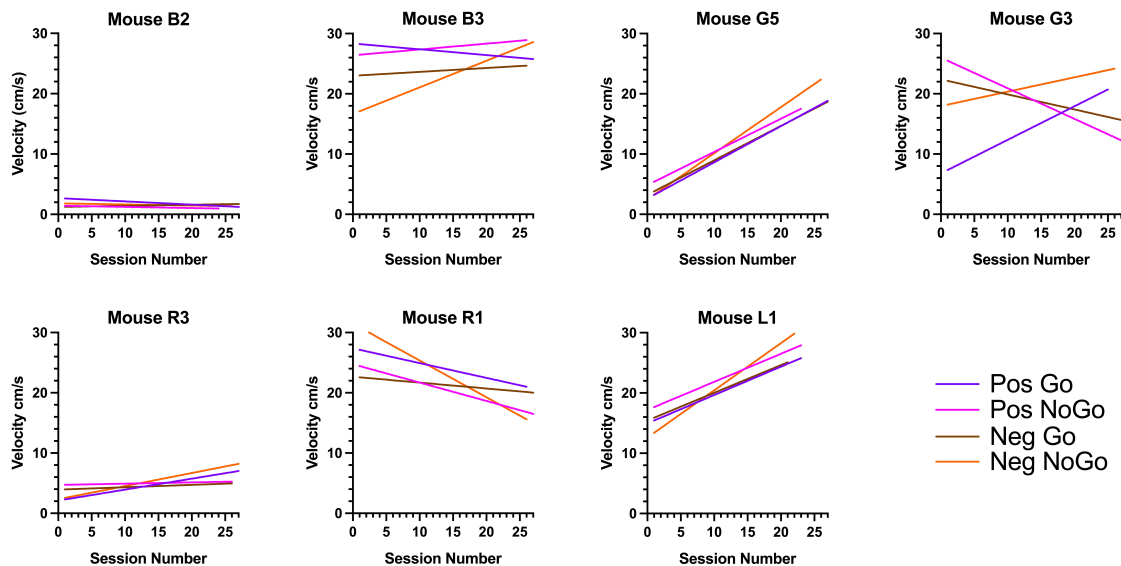 Mouse B2
Mouse B3
Mouse G5
Mouse G3
Velocity (cm/s)
30
20
10
0
0 5 10 15 20 25
Session Number
Velocity cm/s
30
20
10
0
0 5 10 15 20 25
Session Number
Velocity cm/s
30
20
10
0
0 5 10 15 20 25
Session Number
Velocity cm/s
30
20
10
0
0 5 10 15 20 25
Session Number
Mouse R3
Mouse R1
Mouse L1
Velocity cm/s
30
20
10
0
0 5 10 15 20 25
Session Number
Velocity cm/s
30
20
10
0
0 5 10 15 20 25
Session Number
Velocity cm/s
30
20
10
0
0 5 10 15 20 25
Session Number
Pos Go
Pos NoGo
Neg Go
Neg NoGo